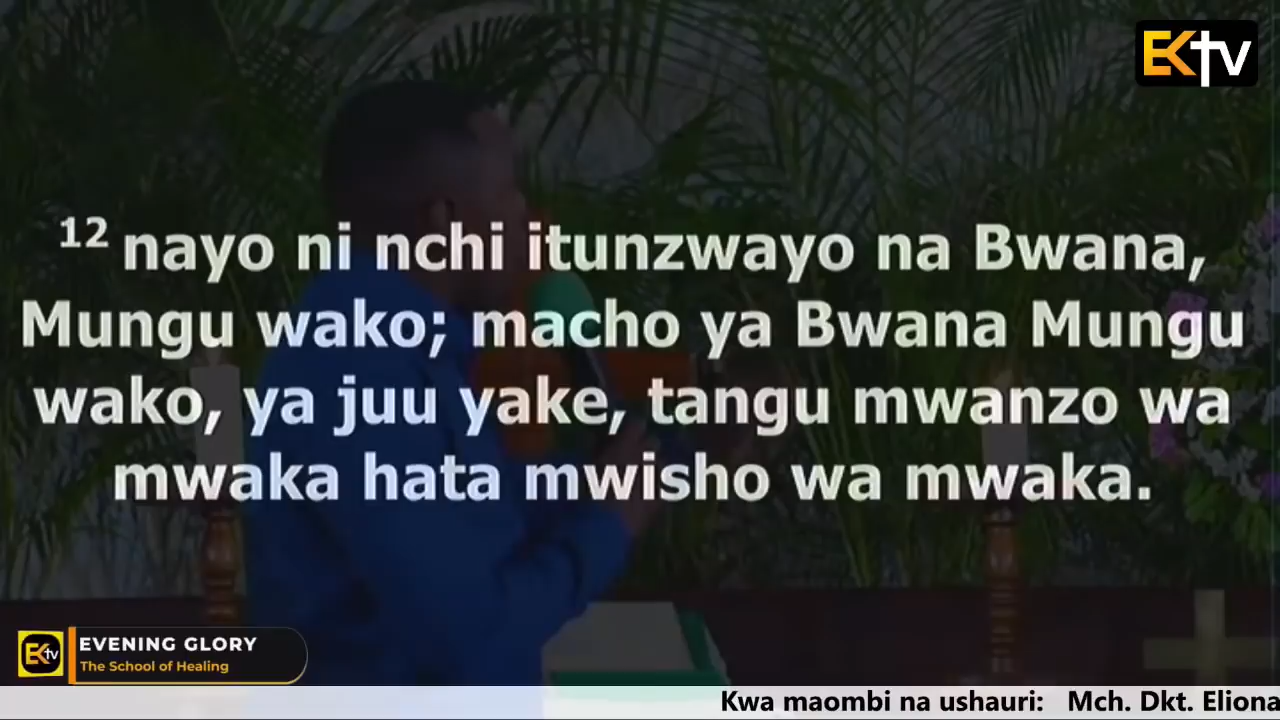 EKTV
12 nayo ni nchi itunzwayo na Bwana,
Mungu wako; macho ya Bwana Mungu
wako, ya juu yake, tangu mwanzo wa
mwaka hata mwisho wa mwaka.
EKTV
EVENING GLORY
The School of Healing
Kwa maombi na ushauri: Mch. Dkt. Eliona